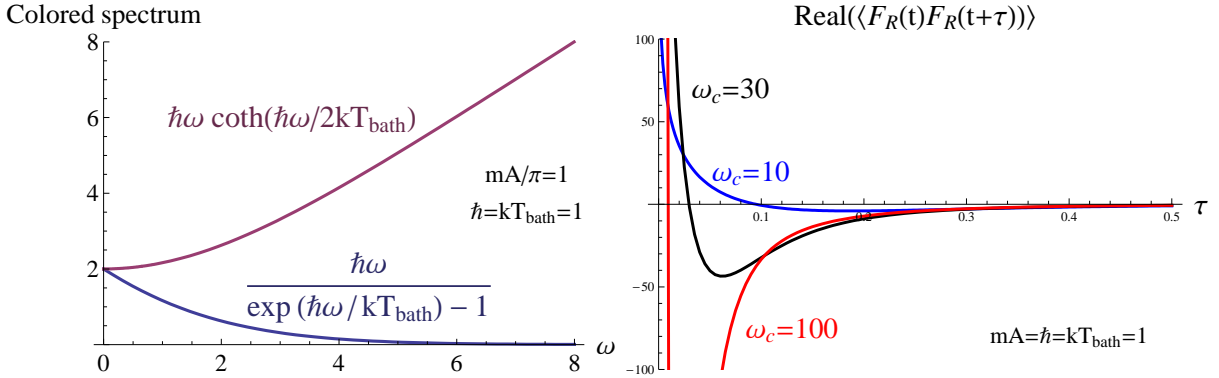 Colored spectrum
8
6
4
2
0
2
4
6
8
ω
ℏω coth(ℏω/2kT_bath)
mA/π=1
ℏ=kT_bath=1
ℏω
exp (ℏω/kT_bath) − 1
Real(⟨F_R(t)F_R(t+τ))⟩
100
50
−50
−100
0.1
0.2
0.3
0.4
0.5
τ
ω_c=30
ω_c=10
ω_c=100
mA=ℏ=kT_bath=1